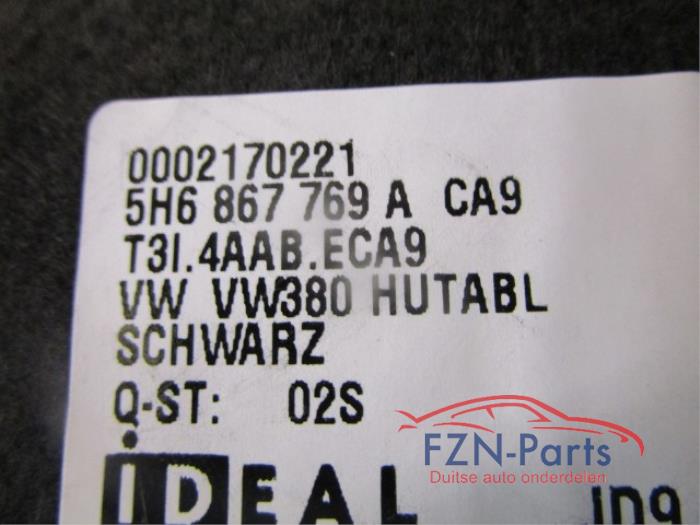 0002170221
5H6 867 769 A CA9
T3I.4AAB.ECA9
VW VW380 HUTABL
SCHWARZ
Q-ST: 02S
iDEAL ing
FZN-Parts
Duitse auto onderdelen